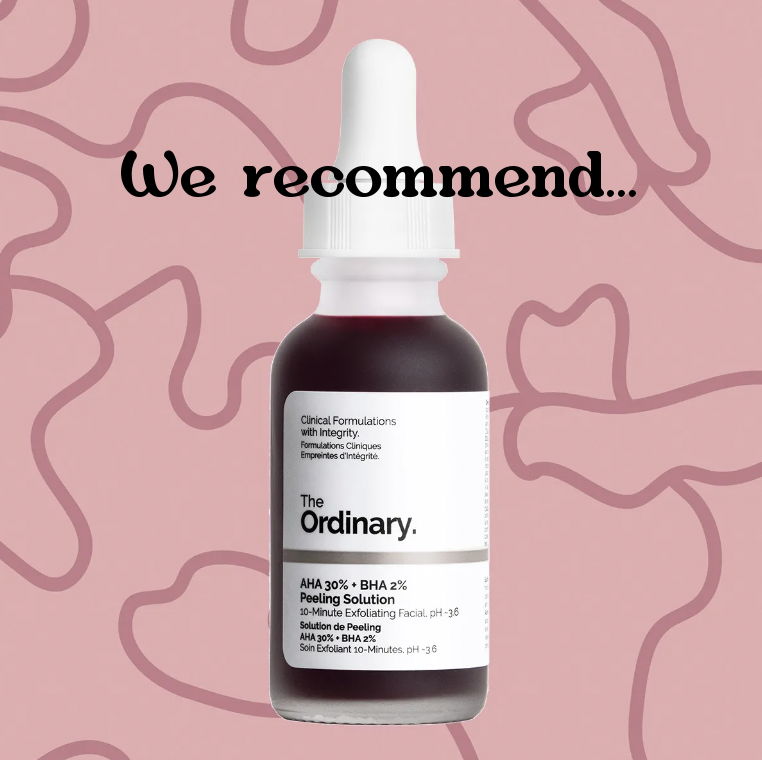 We recommend...
Clinical Formulations
with Integrity.
Formulations Cliniques
Empreintes d'Intégrité.
The
Ordinary.
AHA 30% + BHA 2%
Peeling Solution
10-Minute Exfoliating Facial. pH ~3.6
Solution de Peeling
AHA 30% + BHA 2%
Soin Exfoliant 10-Minutes. pH ~3.6